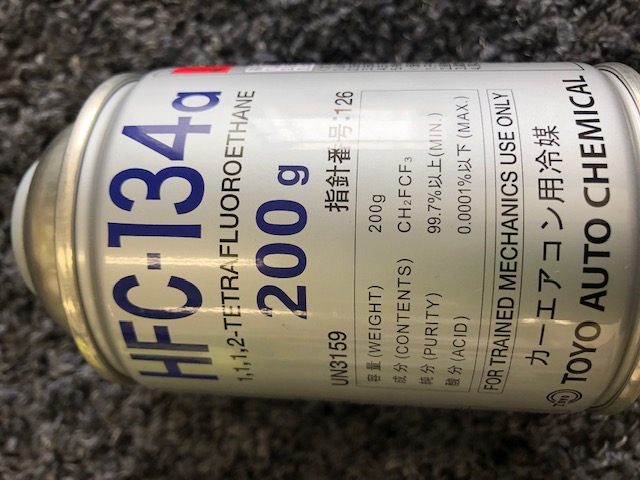 HFC-134a
1,1,1,2-TETRAFLUOROETHANE
200g
UN3159 指針番号:126
容量(WEIGHT) 200g
成分(CONTENTS) CH₂FCF₃
純分(PURITY) 99.7%以上(MIN.)
酸分(ACID) 0.0001%以下(MAX.)
FOR TRAINED MECHANICS USE ONLY
カーエアコン用冷媒
TOYO AUTO CHEMICAL